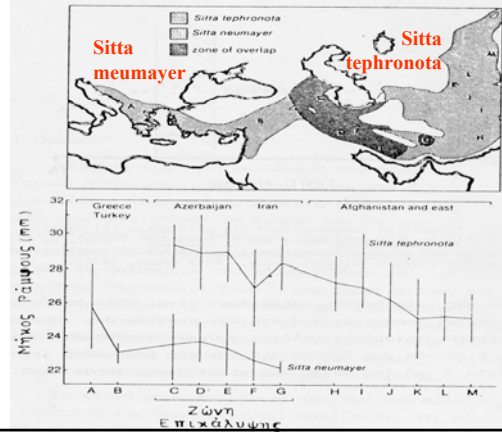 Sitta tephronota
Sitta neumayer
zone of overlap
Sitta
meumayer
Sitta
tephronota
Greece
Turkey
Azerbaijan
Iran
Afghanistan and east
Μήκος Ράμφους (mm)
32
30
28
26
24
22
Sitta tephronota
Sitta neumayer
A
B
C
D
E
F
G
H
I
J
K
L
M
Ζώνη
Επικάλυψης